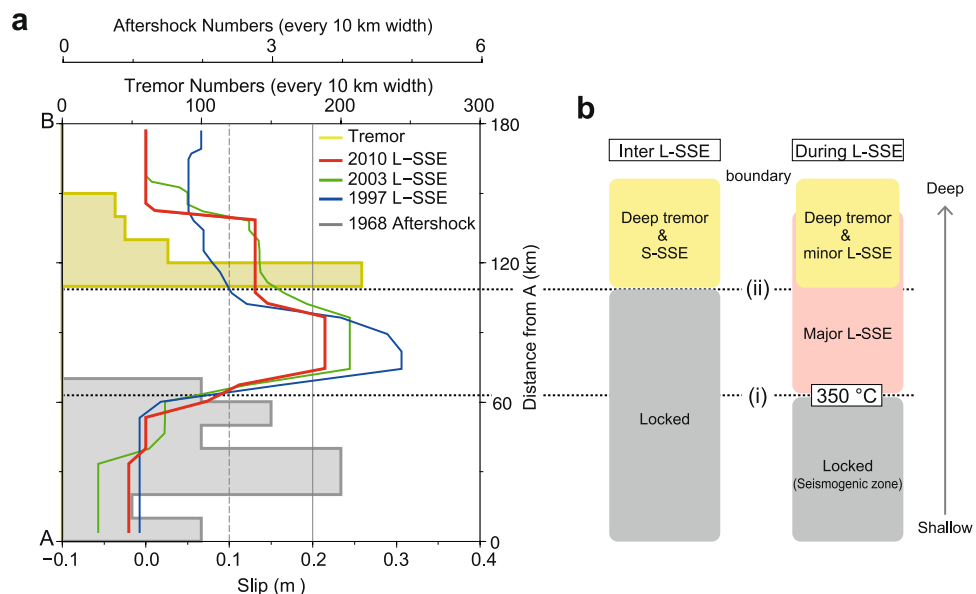 a
Aftershock Numbers (every 10 km width)
0 3 6
Tremor Numbers (every 10 km width)
0 100 200 300
B 180
Tremor
2010 L−SSE
2003 L−SSE
1997 L−SSE
1968 Aftershock
120
60
A 0
Distance from A (km)
−0.1 0.0 0.1 0.2 0.3 0.4
Slip (m )
b
Inter L-SSE During L-SSE
boundary
Deep
Deep tremor
&
S-SSE
Deep tremor
&
minor L-SSE
(ii)
Major L-SSE
(i) 350 °C
Locked
Locked
(Seismogenic zone)
Shallow